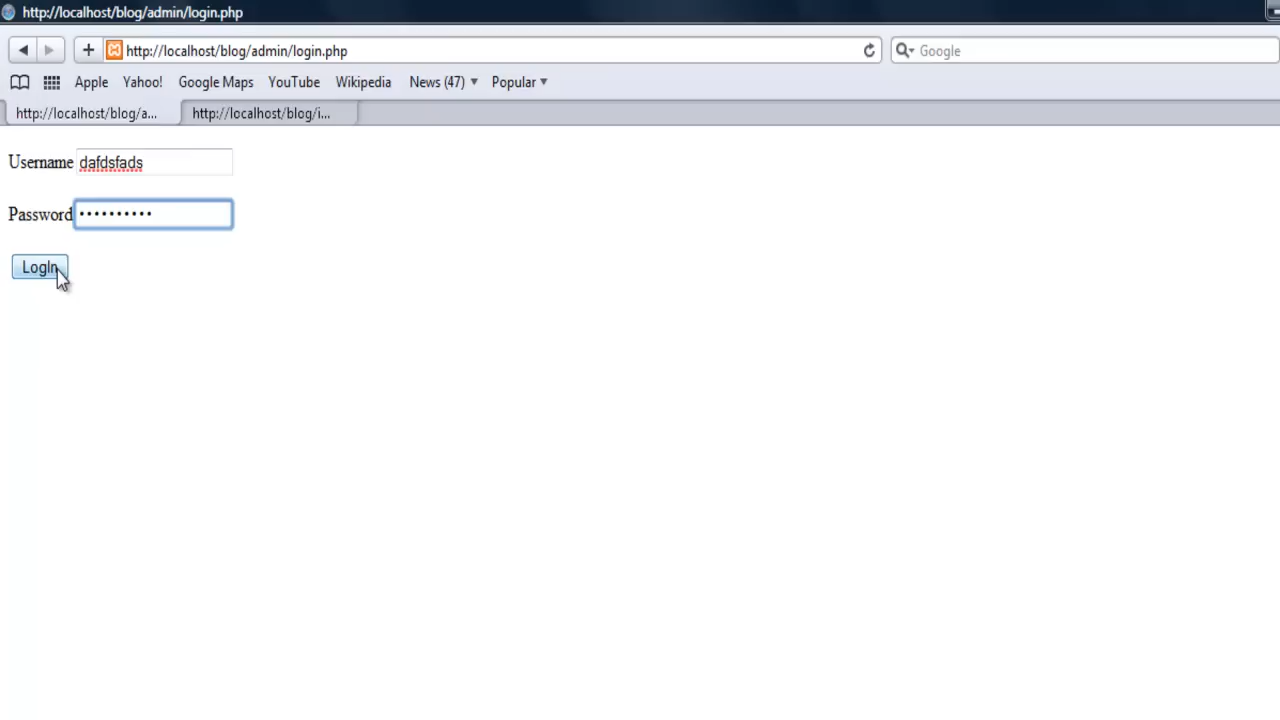 http://localhost/blog/admin/login.php
http://localhost/blog/admin/login.php
Google
Apple Yahoo! Google Maps YouTube Wikipedia News (47) Popular
http://localhost/blog/a... http://localhost/blog/i...
Username dafdsfads
Password ••••••••••
LogIn